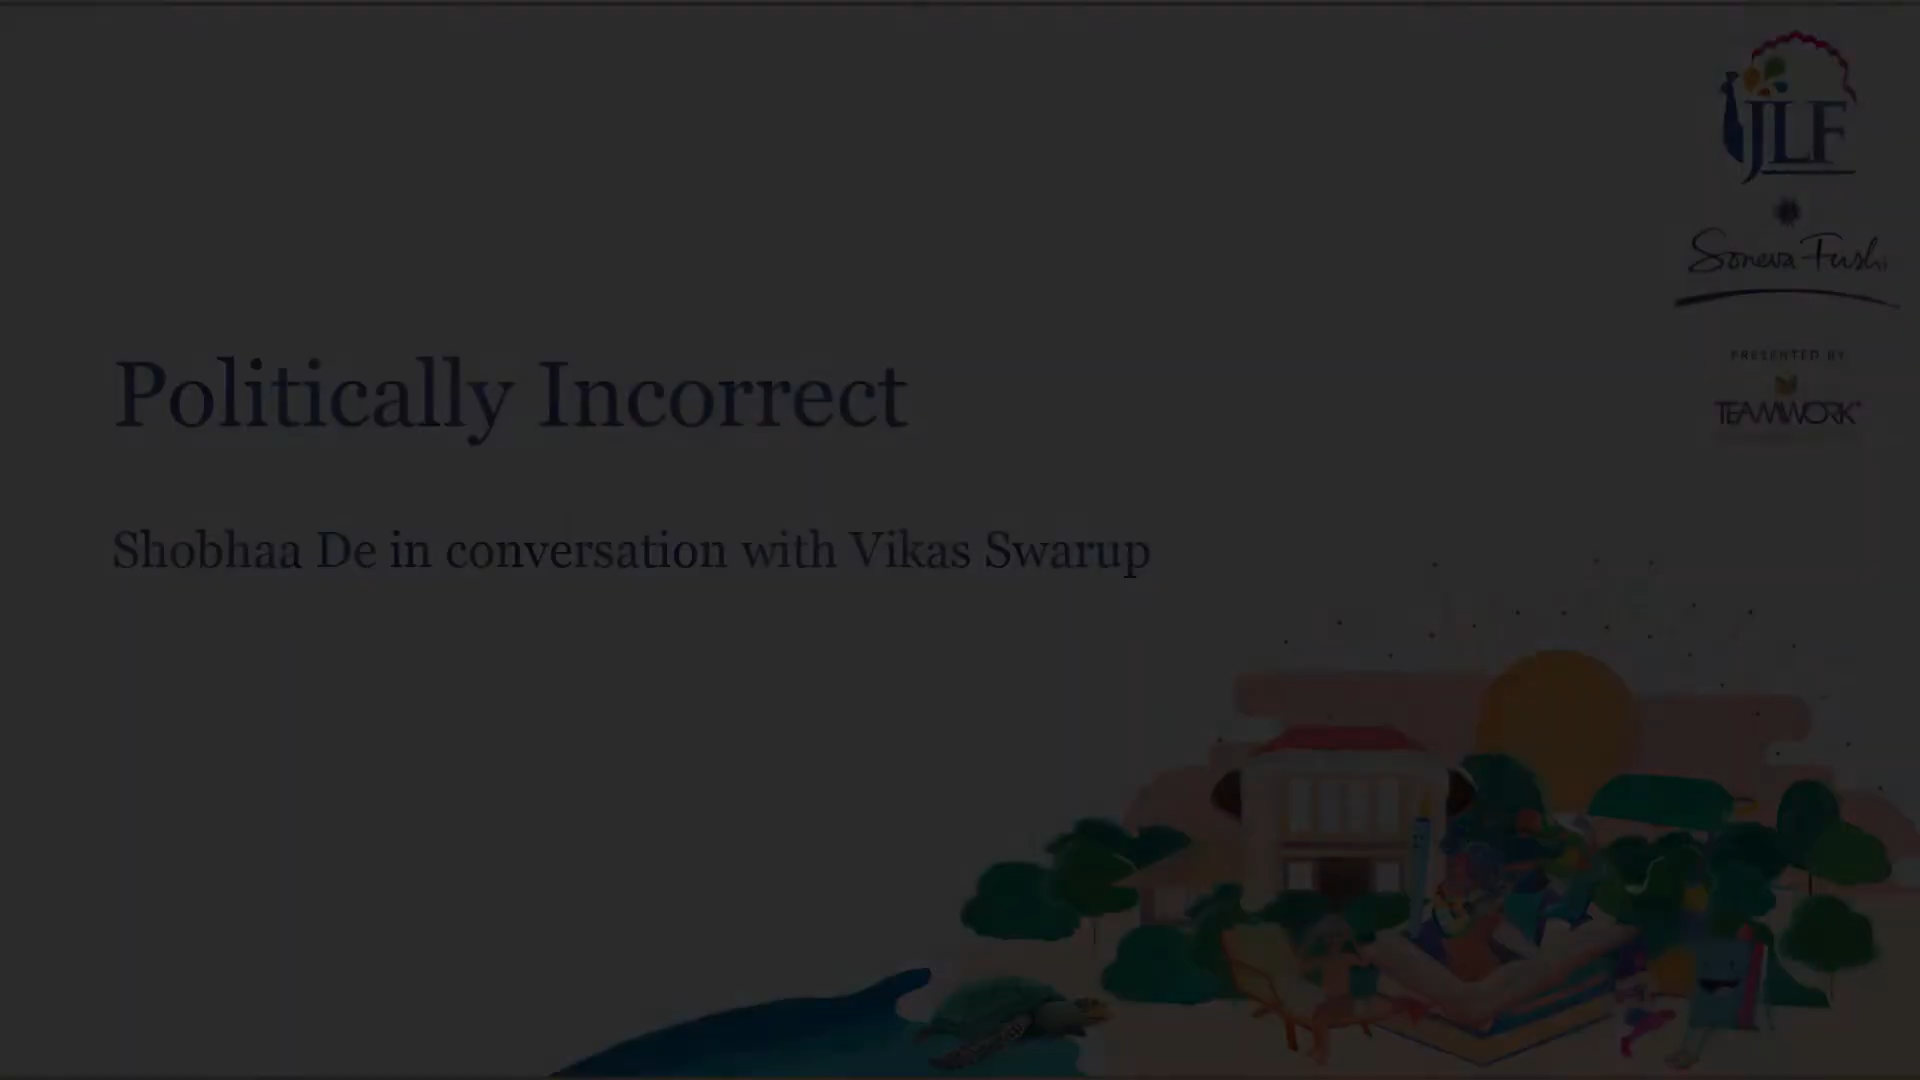 Politically Incorrect
Shobhaa De in conversation with Vikas Swarup
JLF
Soneva Fushi
PRESENTED BY
TEAMWORK